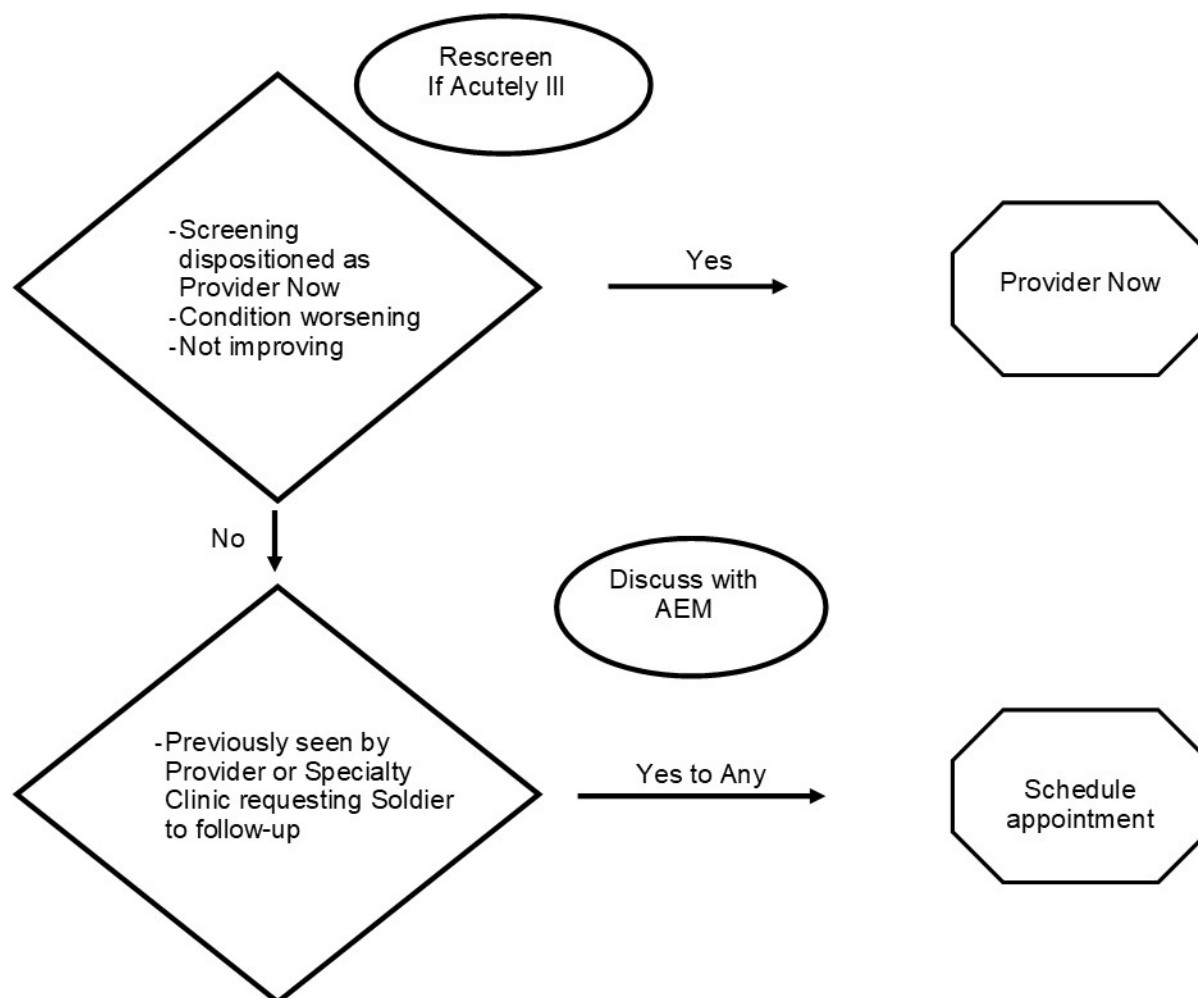 Rescreen
If Acutely Ill
-Screening
dispositioned as
Provider Now
-Condition worsening
-Not improving
Yes
Provider Now
No
Discuss with
AEM
-Previously seen by
Provider or Specialty
Clinic requesting Soldier
to follow-up
Yes to Any
Schedule
appointment